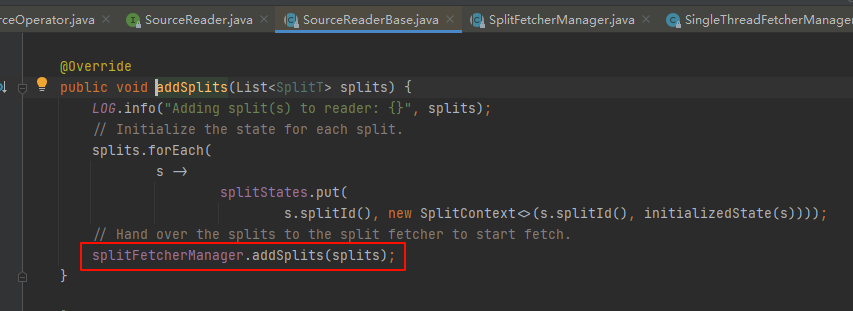 rceOperator.java SourceReader.java SourceReaderBase.java SplitFetcherManager.java SingleThreadFetcherManager
@Override
public void addSplits(List<SplitT> splits) {
LOG.info("Adding split(s) to reader: {}", splits);
// Initialize the state for each split.
splits.forEach(
s ->
splitStates.put(
s.splitId(), new SplitContext<>(s.splitId(), initializedState(s))));
// Hand over the splits to the split fetcher to start fetch.
splitFetcherManager.addSplits(splits);
}